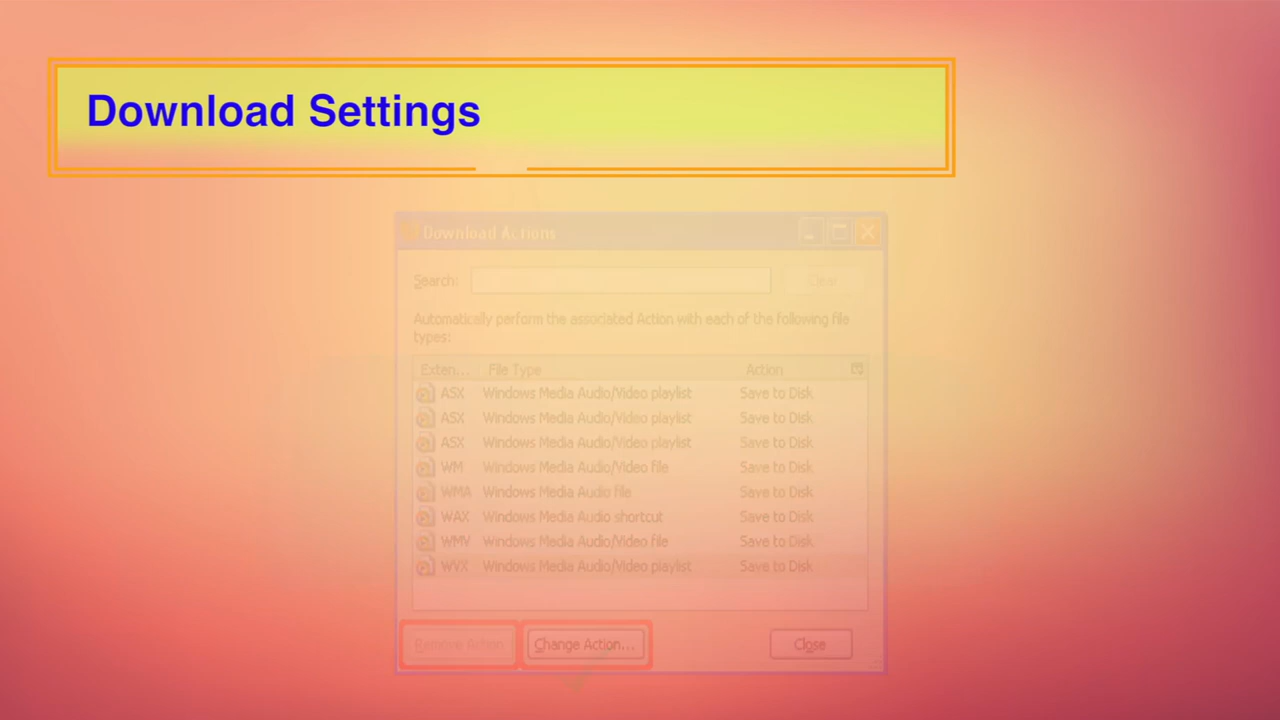 Download Settings
Download Actions
Search: Clear
Automatically perform the associated Action with each of the following file
types:
Exten... File Type Action
ASX Windows Media Audio/Video playlist Save to Disk
ASX Windows Media Audio/Video playlist Save to Disk
ASX Windows Media Audio/Video playlist Save to Disk
WM Windows Media Audio/Video file Save to Disk
WMA Windows Media Audio file Save to Disk
WAX Windows Media Audio shortcut Save to Disk
WMV Windows Media Audio/Video file Save to Disk
WVX Windows Media Audio/Video playlist Save to Disk
Remove Action Change Action... Close